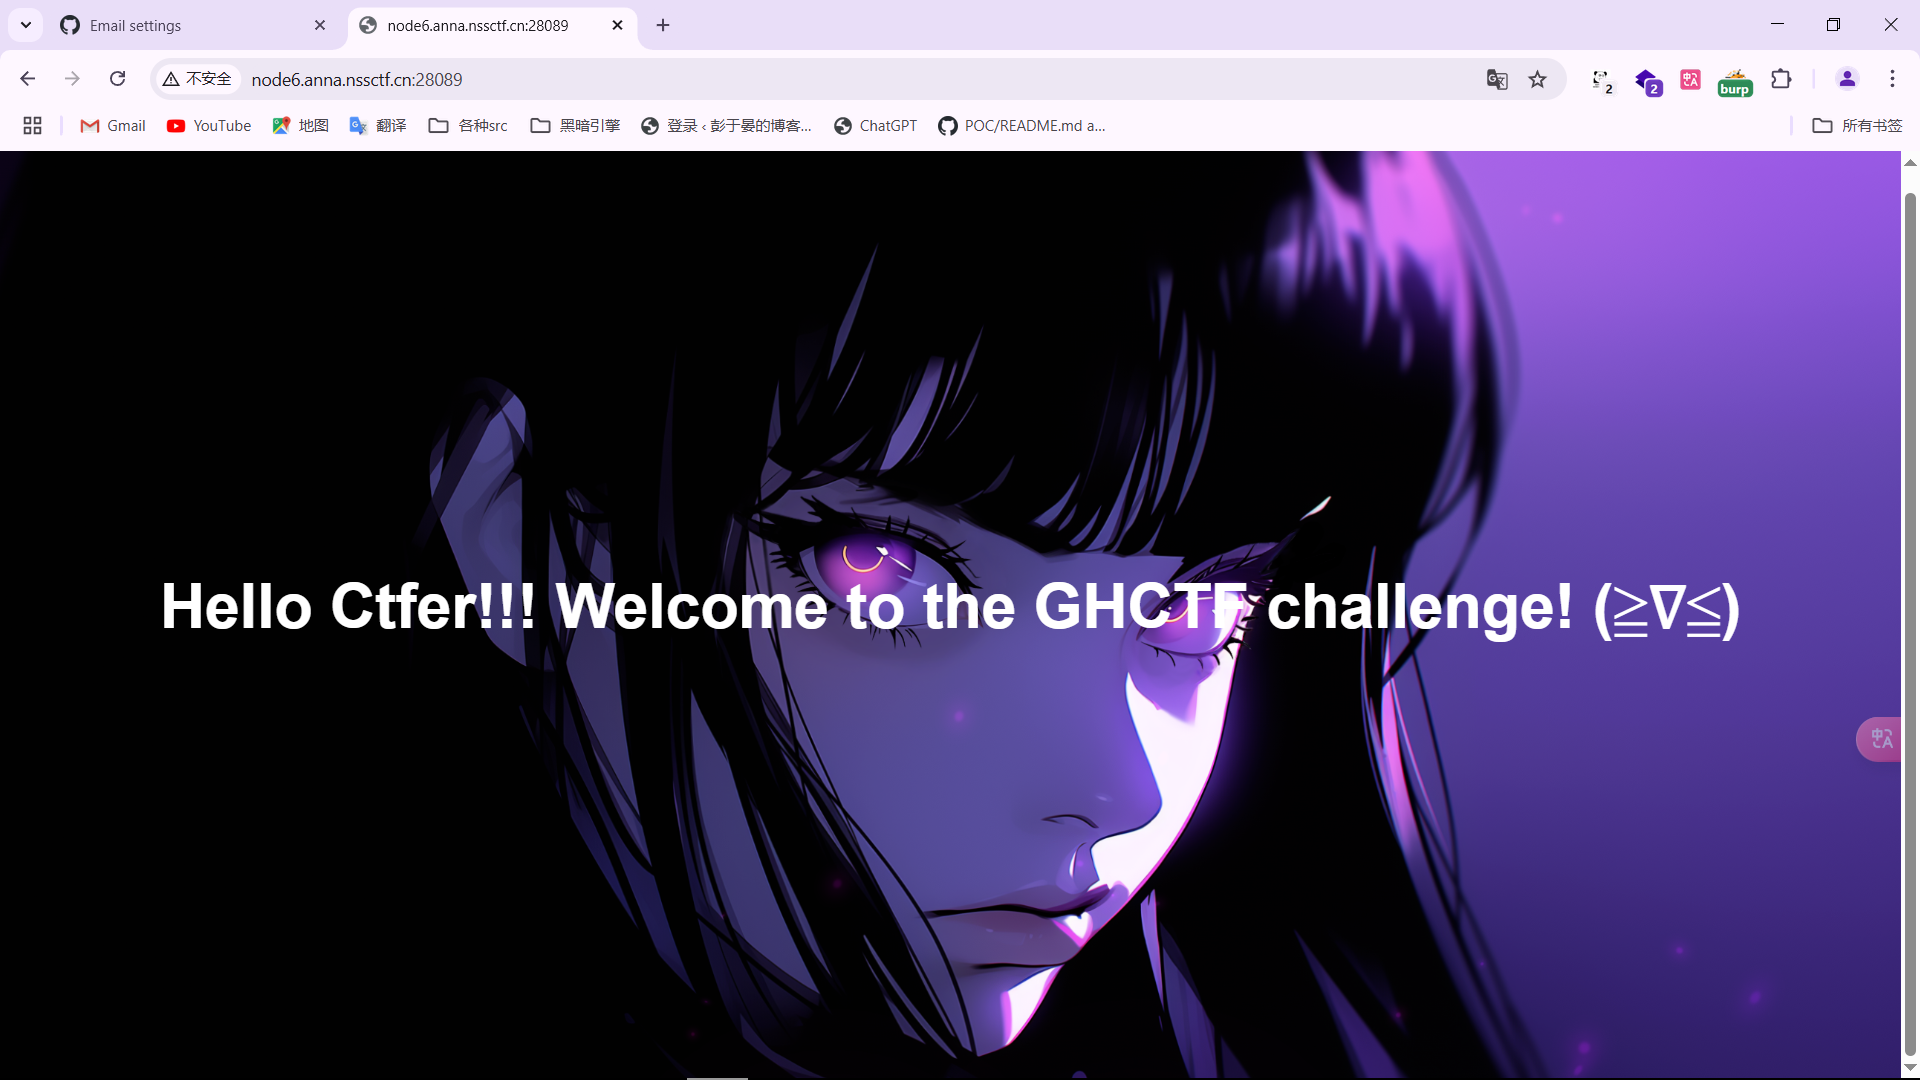 Email settings
node6.anna.nssctf.cn:28089
不安全 node6.anna.nssctf.cn:28089
2
2
burp
Gmail YouTube 地图 翻译 各种src 黑暗引擎 登录 ‹ 彭于晏的博客... ChatGPT POC/README.md a... 所有书签
Hello Ctfer!!! Welcome to the GHCTF challenge! (≧∇≦)